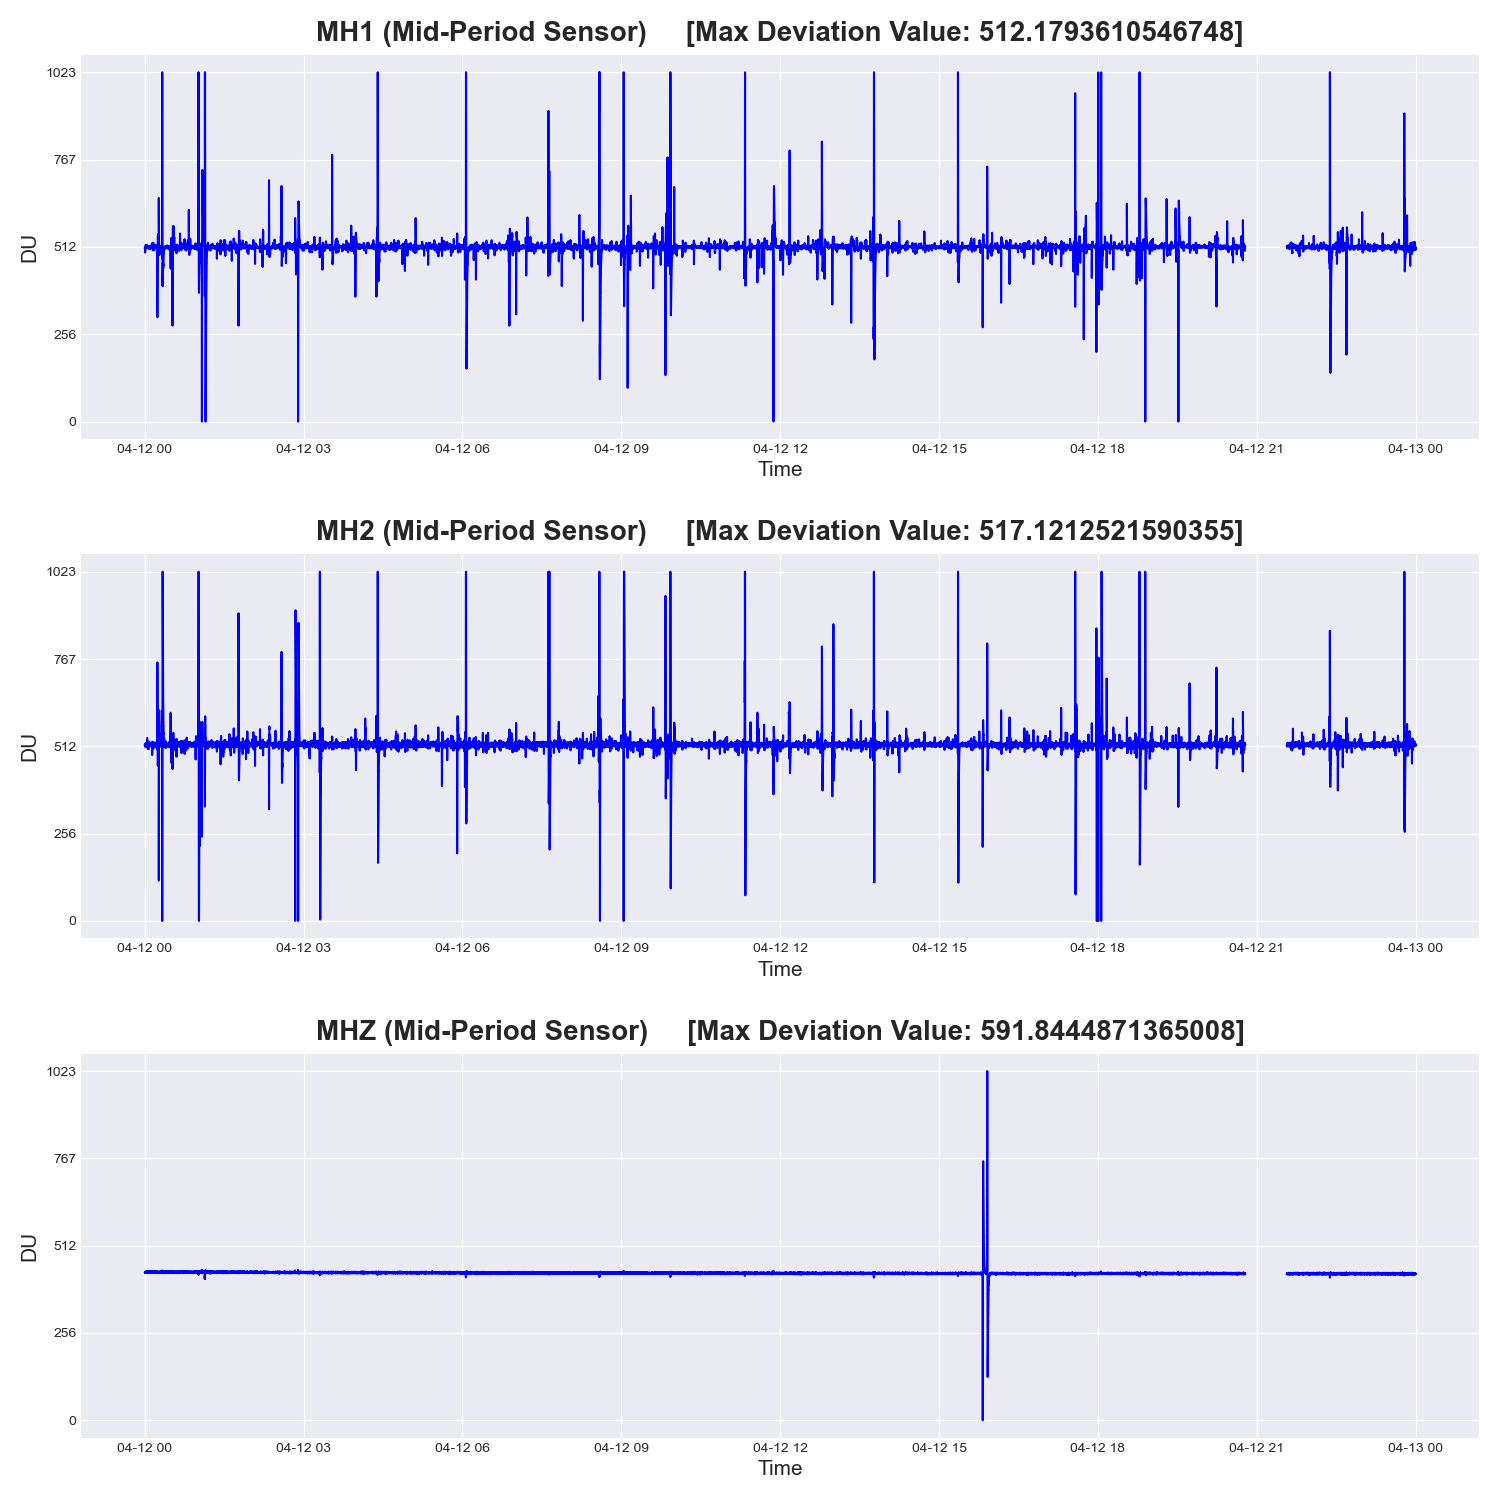 MH1 (Mid-Period Sensor) [Max Deviation Value: 512.1793610546748]
1023
767
512
256
0
DU
04-12 00 04-12 03 04-12 06 04-12 09 04-12 12 04-12 15 04-12 18 04-12 21 04-13 00
Time
MH2 (Mid-Period Sensor) [Max Deviation Value: 517.1212521590355]
1023
767
512
256
0
DU
04-12 00 04-12 03 04-12 06 04-12 09 04-12 12 04-12 15 04-12 18 04-12 21 04-13 00
Time
MHZ (Mid-Period Sensor) [Max Deviation Value: 591.8444871365008]
1023
767
512
256
0
DU
04-12 00 04-12 03 04-12 06 04-12 09 04-12 12 04-12 15 04-12 18 04-12 21 04-13 00
Time